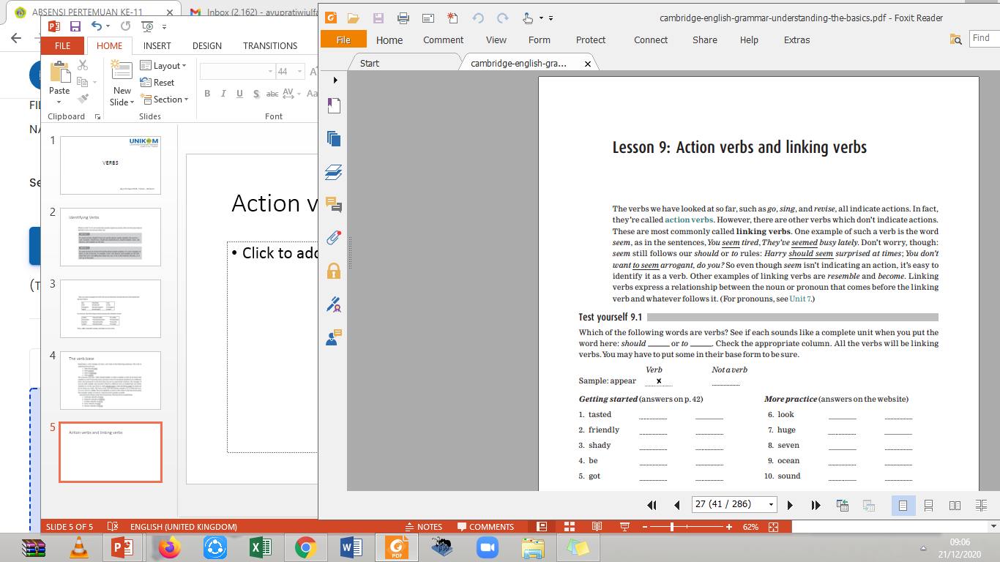 ABSENSI PERTEMUAN KE-11
Inbox (2.162) - ayupratiwiulfa
FILE
HOME
INSERT
DESIGN
TRANSITIONS
Paste
New
Slide
Layout
Reset
Section
44
B I U S abc AV Aa
Clipboard
Slides
Font
1
UNIKOM
VERBS
2
Identifying Verbs
3
4
The verb base
5
Action verbs and linking verbs
Action v
• Click to add
SLIDE 5 OF 5
ENGLISH (UNITED KINGDOM)
NOTES
COMMENTS
62%
cambridge-english-grammar-understanding-the-basics.pdf - Foxit Reader
File
Home
Comment
View
Form
Protect
Connect
Share
Help
Extras
Find
Start
cambridge-english-gra...
Lesson 9: Action verbs and linking verbs
The verbs we have looked at so far, such as go, sing, and revise, all indicate actions. In fact,
they're called action verbs. However, there are other verbs which don't indicate actions.
These are most commonly called linking verbs. One example of such a verb is the word
seem, as in the sentences, You seem tired, They've seemed busy lately. Don't worry, though:
seem still follows our should or to rules: Harry should seem surprised at times; You don't
want to seem arrogant, do you? So even though seem isn't indicating an action, it's easy to
identify it as a verb. Other examples of linking verbs are resemble and become. Linking
verbs express a relationship between the noun or pronoun that comes before the linking
verb and whatever follows it. (For pronouns, see Unit 7.)
Test yourself 9.1
Which of the following words are verbs? See if each sounds like a complete unit when you put the
word here: should _____ or to _____. Check the appropriate column. All the verbs will be linking
verbs. You may have to put some in their base form to be sure.
Verb
Not a verb
Sample: appear x
Getting started (answers on p. 42)
1. tasted
2. friendly
3. shady
4. be
5. got
More practice (answers on the website)
6. look
7. huge
8. seven
9. ocean
10. sound
27 (41 / 286)
PDF
09:06
21/12/2020